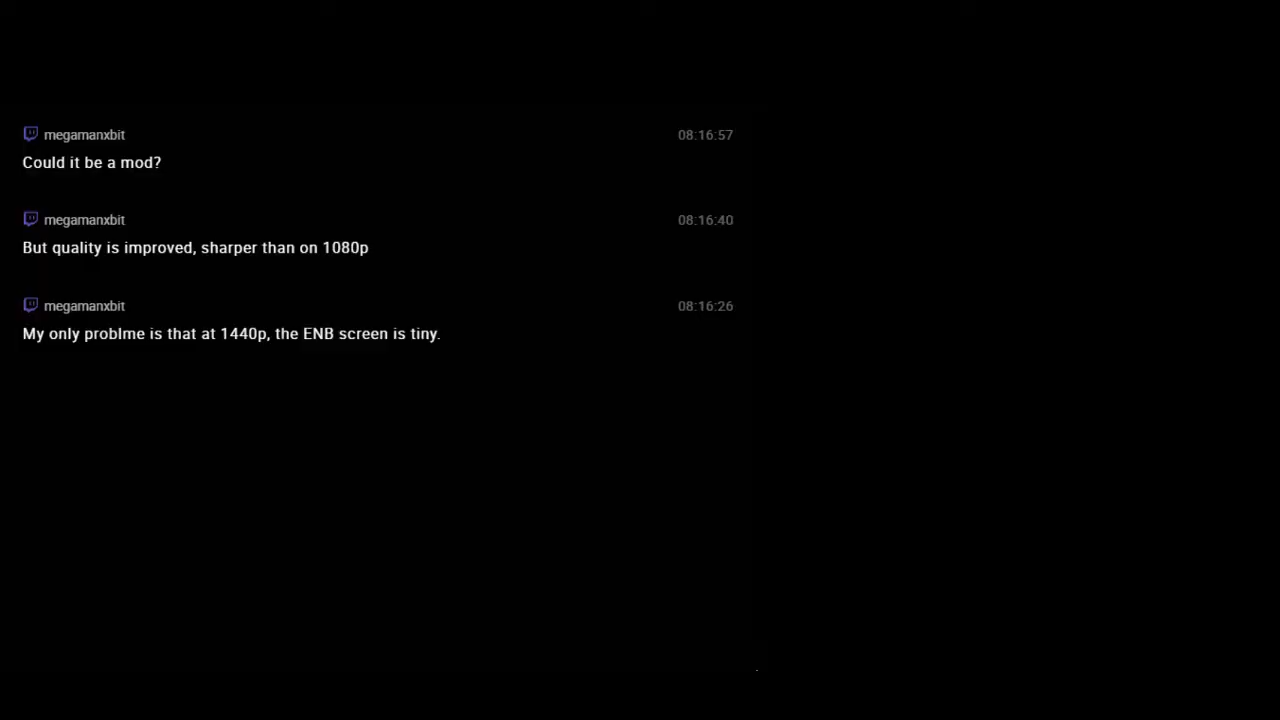 megamanxbit 08:16:57
Could it be a mod?
megamanxbit 08:16:40
But quality is improved, sharper than on 1080p
megamanxbit 08:16:26
My only problme is that at 1440p, the ENB screen is tiny.